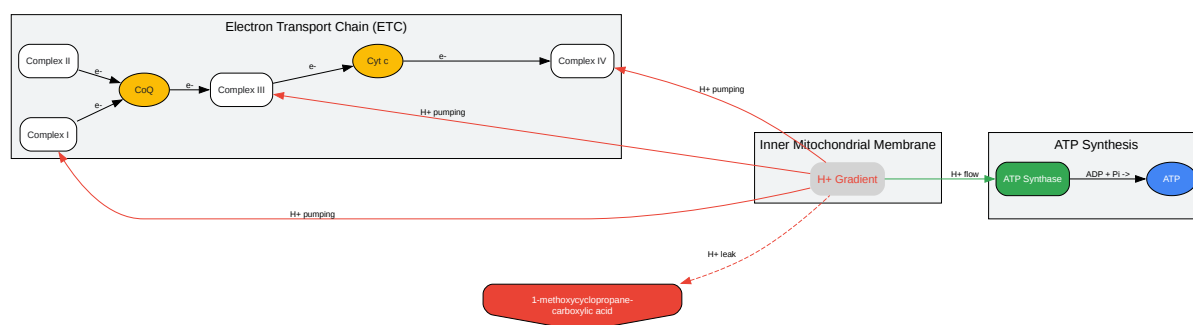 Electron Transport Chain (ETC)
Complex II
e-
Cyt c
e-
Complex IV
e-
CoQ
e-
Complex III
e-
Complex I
H+ pumping
H+ pumping
H+ pumping
Inner Mitochondrial Membrane
H+ Gradient
H+ flow
ATP Synthesis
ATP Synthase
ADP + Pi ->
ATP
H+ leak
1-methoxycyclopropane-
carboxylic acid